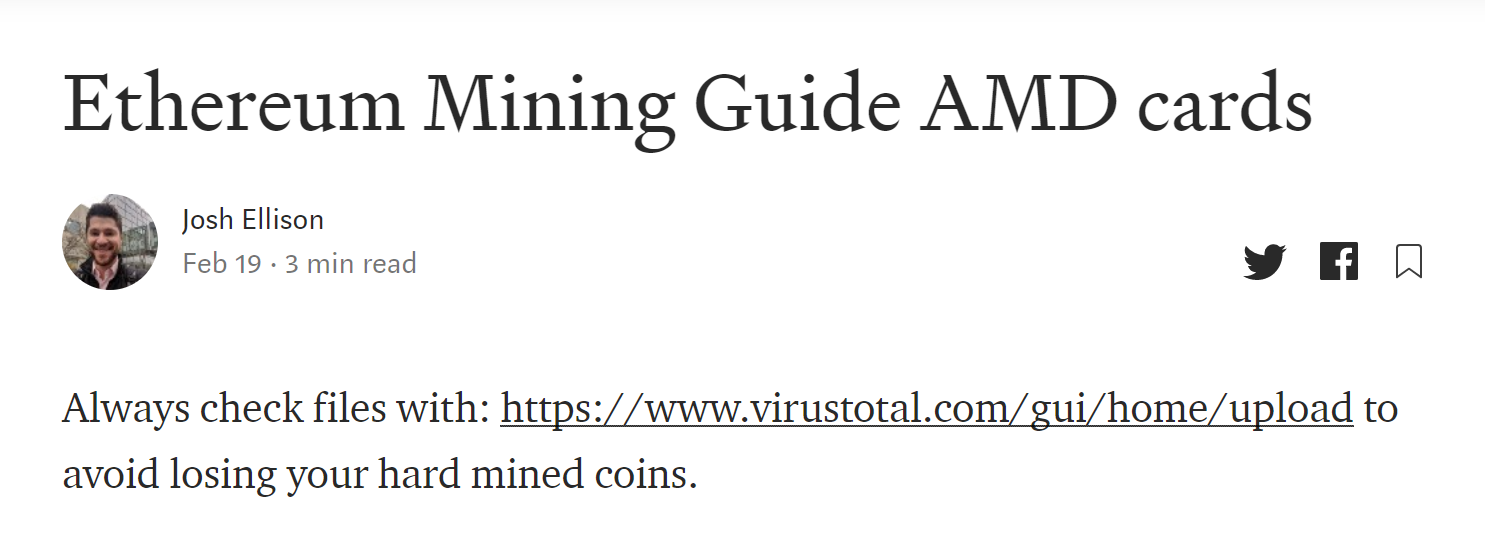 Ethereum Mining Guide AMD cards
Josh Ellison
Feb 19 · 3 min read
Always check files with: https://www.virustotal.com/gui/home/upload to
avoid losing your hard mined coins.